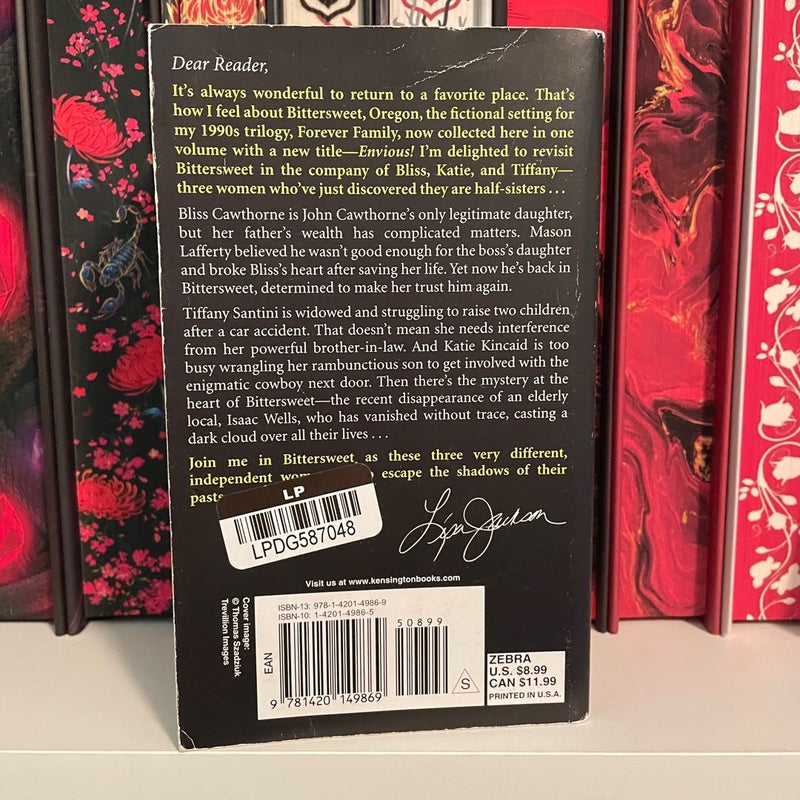 Dear Reader,
It's always wonderful to return to a favorite place. That's
how I feel about Bittersweet, Oregon, the fictional setting for
my 1990s trilogy, Forever Family, now collected here in one
volume with a new title—Envious! I'm delighted to revisit
Bittersweet in the company of Bliss, Katie, and Tiffany—
three women who've just discovered they are half-sisters . . .
Bliss Cawthorne is John Cawthorne's only legitimate daughter,
but her father's wealth has complicated matters. Mason
Lafferty believed he wasn't good enough for the boss's daughter
and broke Bliss's heart after saving her life. Yet now he's back in
Bittersweet, determined to make her trust him again.
Tiffany Santini is widowed and struggling to raise two children
after a car accident. That doesn't mean she needs interference
from her powerful brother-in-law. And Katie Kincaid is too
busy wrangling her rambunctious son to get involved with the
enigmatic cowboy next door. Then there's the mystery at the
heart of Bittersweet—the recent disappearance of an elderly
local, Isaac Wells, who has vanished without trace, casting a
dark cloud over all their lives . . .
Join me in Bittersweet as these three very different,
independent escape the shadows of their
LP
LPDG587048
Lisa Jackson
Visit us at www.kensingtonbooks.com
Cover image:
© Thomas Szadziuk
Trevillion Images
ISBN-13: 978-1-4201-4986-9
ISBN-10: 1-4201-4986-5
50899
EAN
9 781420 149869
S
ZEBRA
U.S. $8.99
CAN $11.99
PRINTED IN U.S.A.